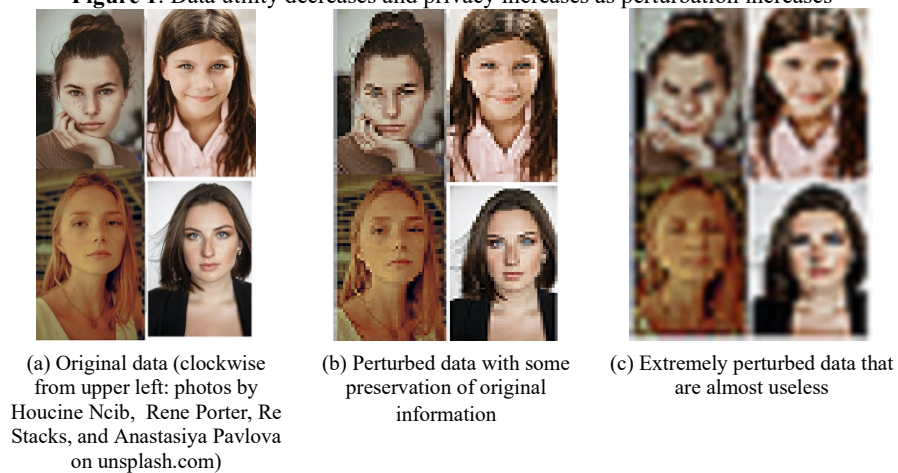 Figure 1. Data utility decreases and privacy increases as perturbation increases
(a) Original data (clockwise
from upper left: photos by
Houcine Ncib, Rene Porter, Re
Stacks, and Anastasiya Pavlova
on unsplash.com)
(b) Perturbed data with some
preservation of original
information
(c) Extremely perturbed data that
are almost useless